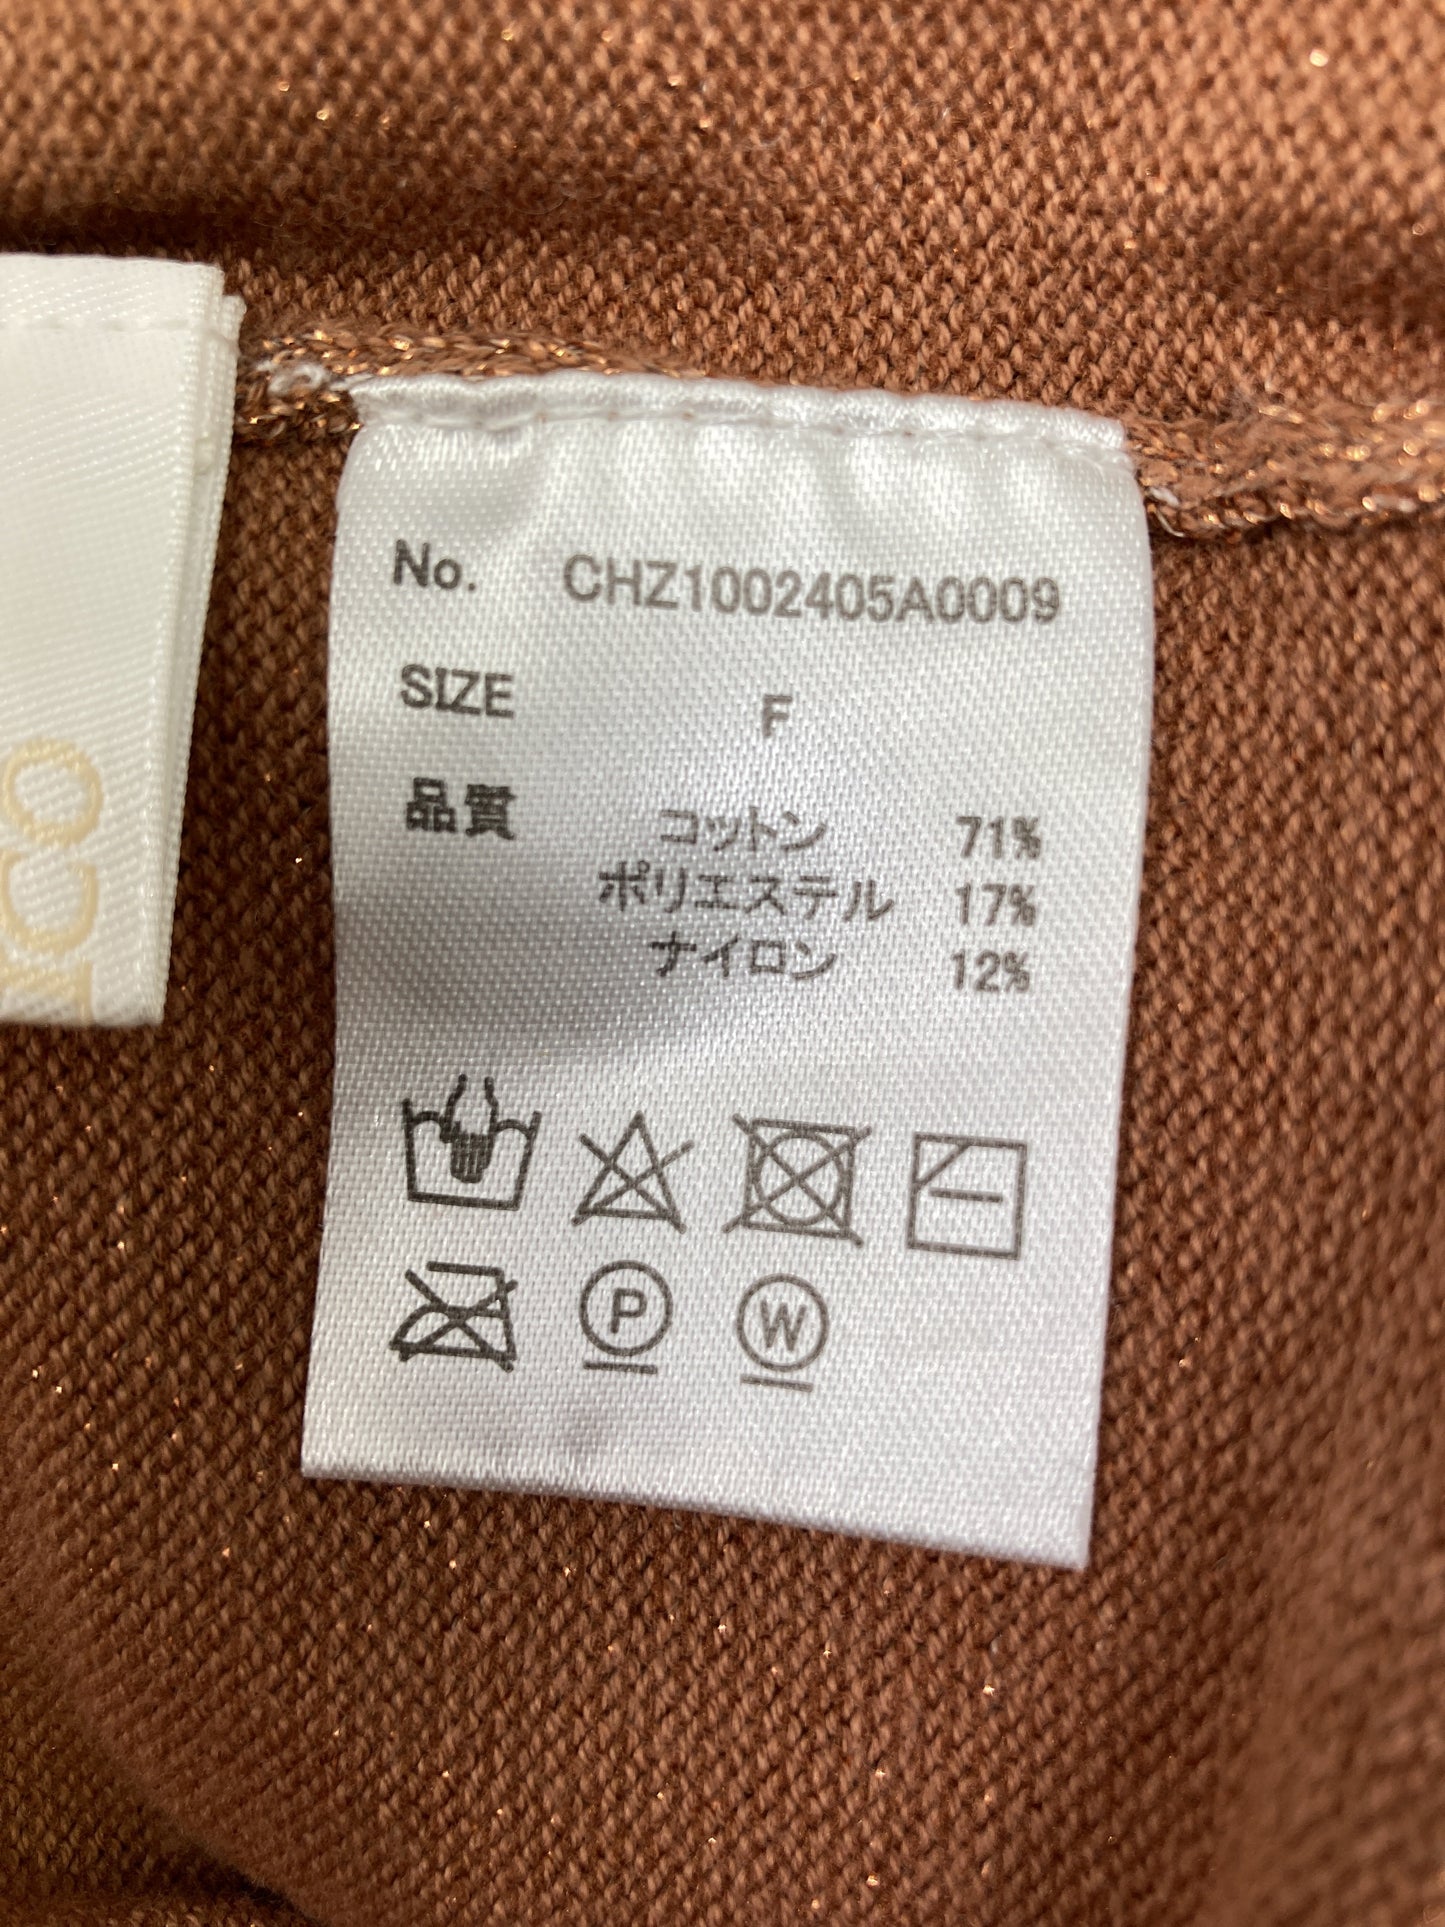 No. CHZ1002405A0009
SIZE F
品質 コットン 71%
ポリエステル 17%
ナイロン 12%
P W